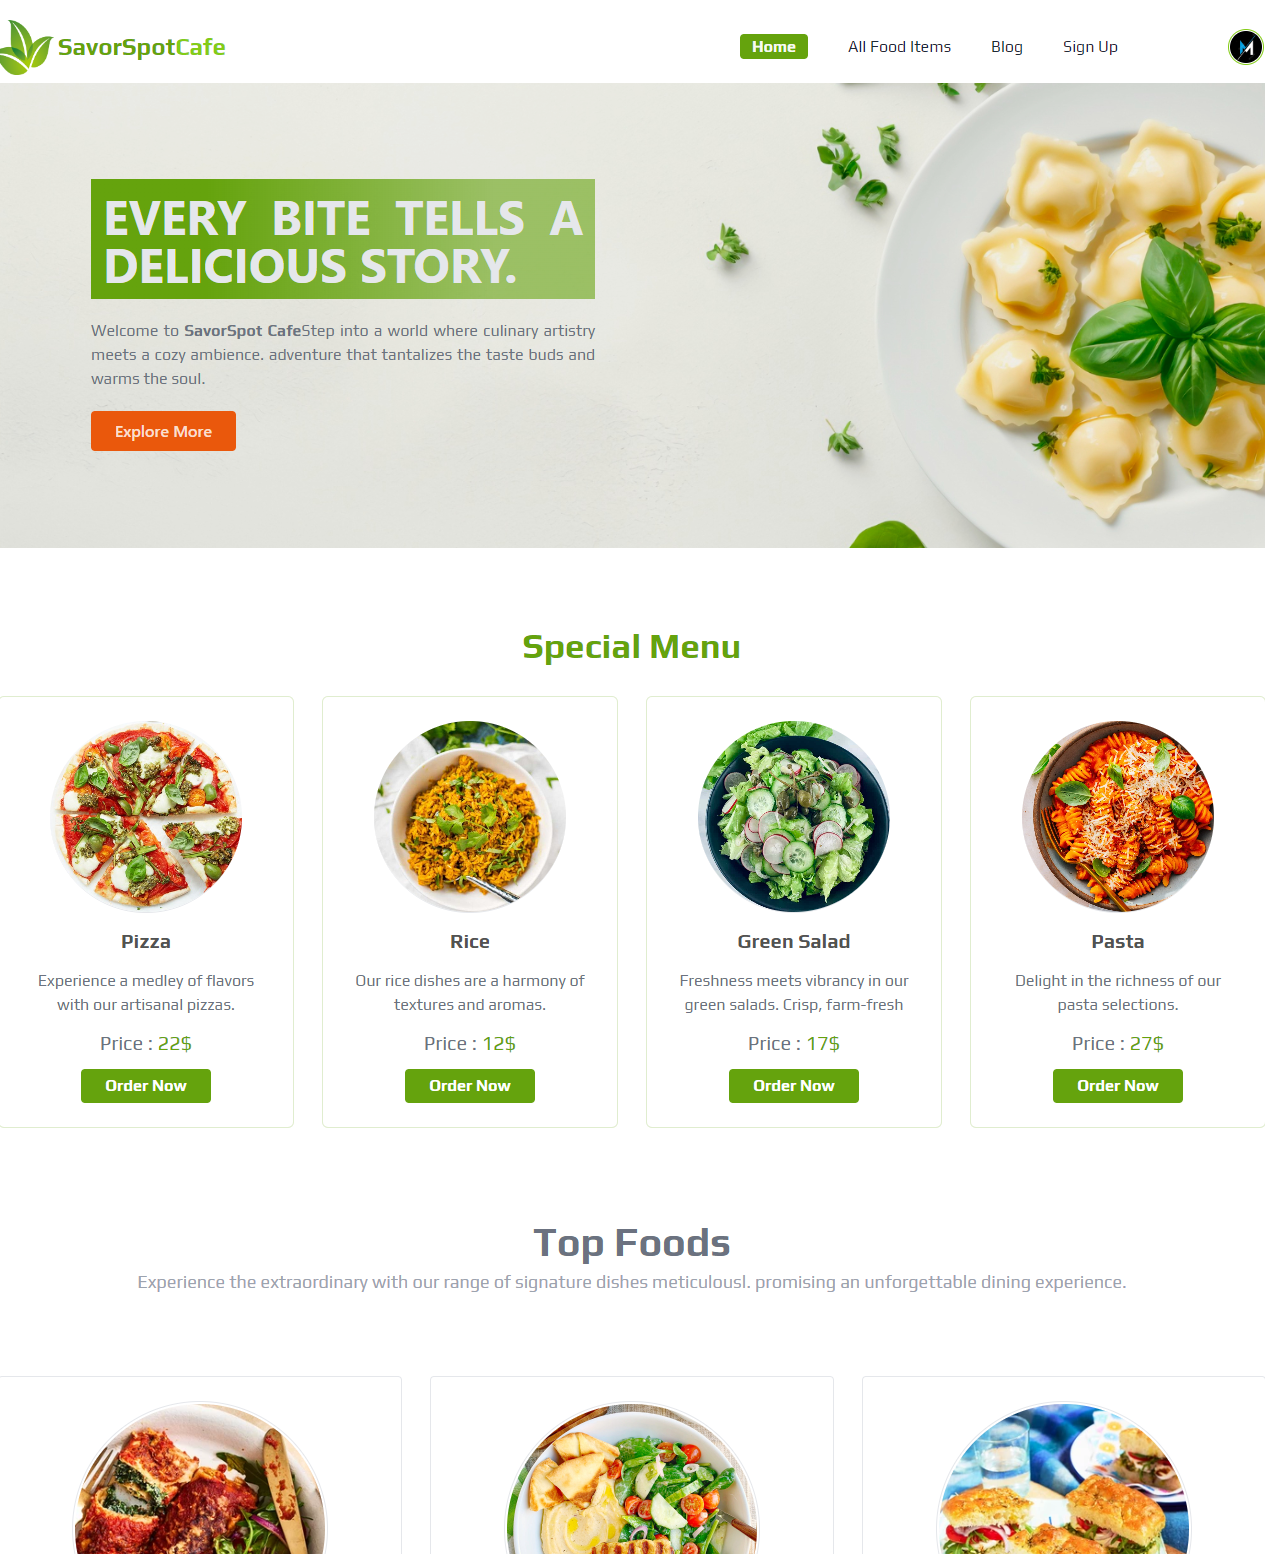 SavorSpotCafe
Home All Food Items Blog Sign Up
EVERY BITE TELLS A
DELICIOUS STORY.
Welcome to SavorSpot CafeStep into a world where culinary artistry
meets a cozy ambience. adventure that tantalizes the taste buds and
warms the soul.
Explore More
Special Menu
Pizza
Experience a medley of flavors
with our artisanal pizzas.
Price : 22$
Order Now
Rice
Our rice dishes are a harmony of
textures and aromas.
Price : 12$
Order Now
Green Salad
Freshness meets vibrancy in our
green salads. Crisp, farm-fresh
Price : 17$
Order Now
Pasta
Delight in the richness of our
pasta selections.
Price : 27$
Order Now
Top Foods
Experience the extraordinary with our range of signature dishes meticulousl. promising an unforgettable dining experience.